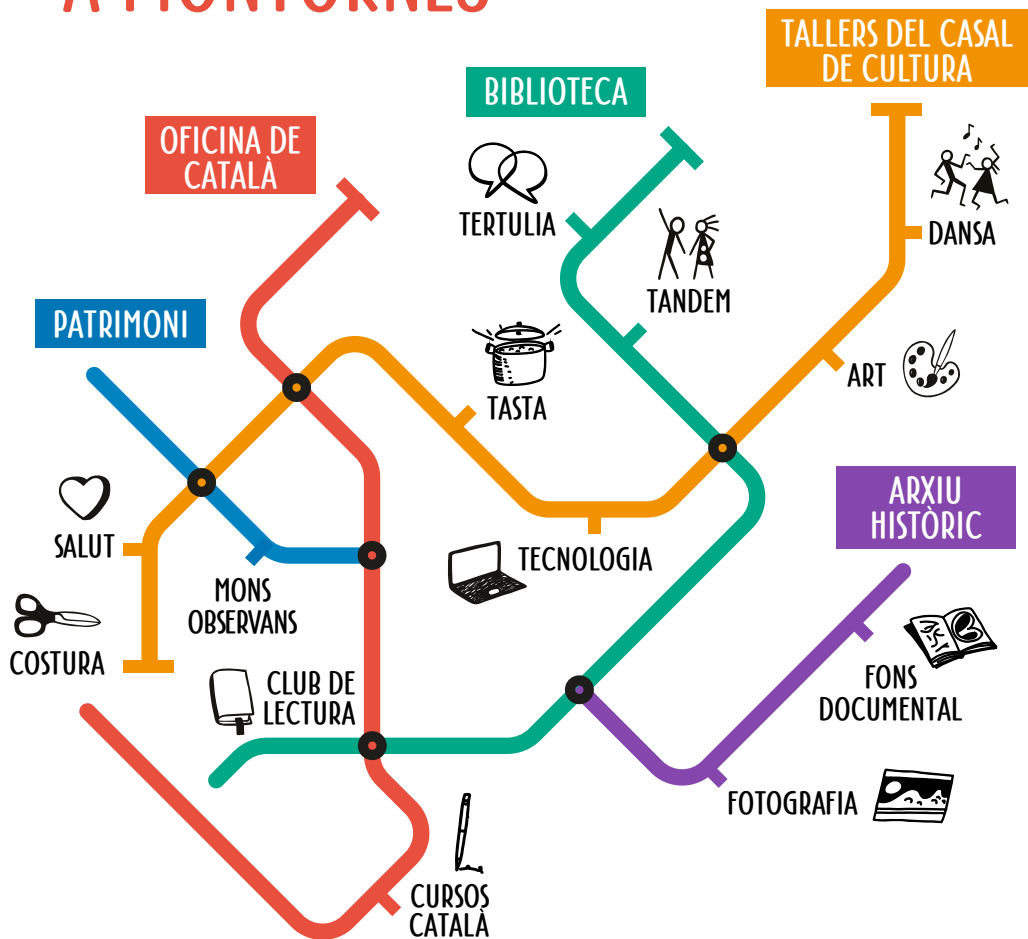 A MONTORNÈS
TALLERS DEL CASAL
DE CULTURA
BIBLIOTECA
OFICINA DE
CATALÀ
TERTULIA
DANSA
TANDEM
PATRIMONI
ART
TASTA
ARXIU
HISTÒRIC
SALUT
TECNOLOGIA
MONS
OBSERVANS
COSTURA
CLUB DE
LECTURA
FONS
DOCUMENTAL
FOTOGRAFIA
CURSOS
CATALÀ